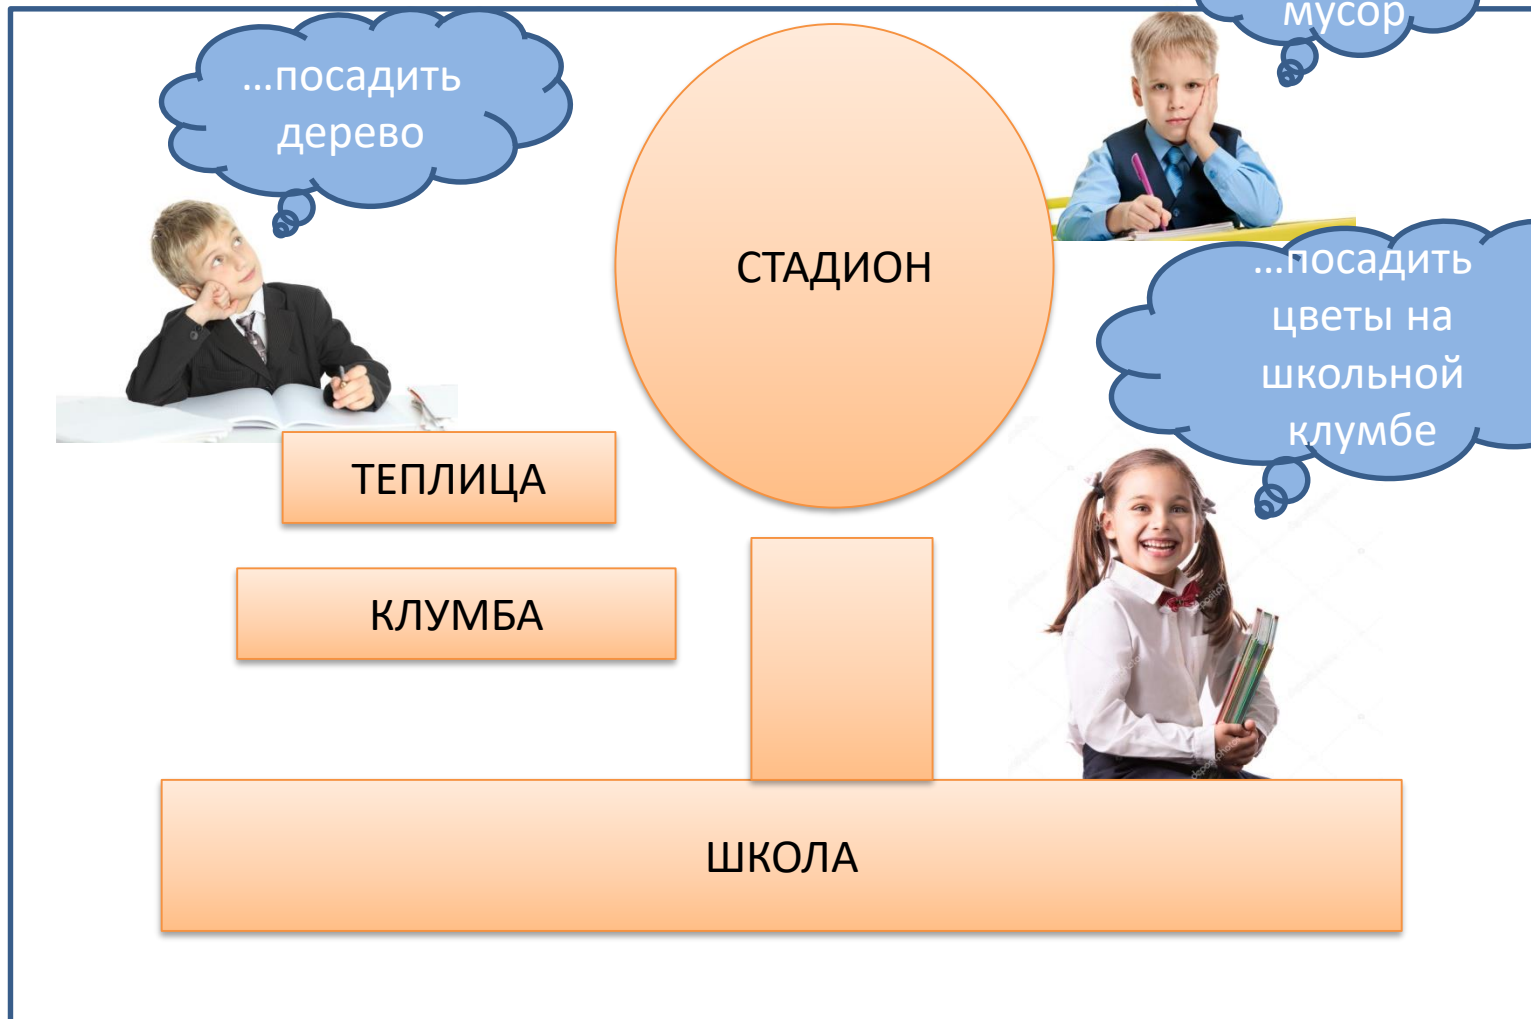 мусор
...посадить
дерево
СТАДИОН
...посадить
цветы на
школьной
клумбе
ТЕПЛИЦА
КЛУМБА
ШКОЛА